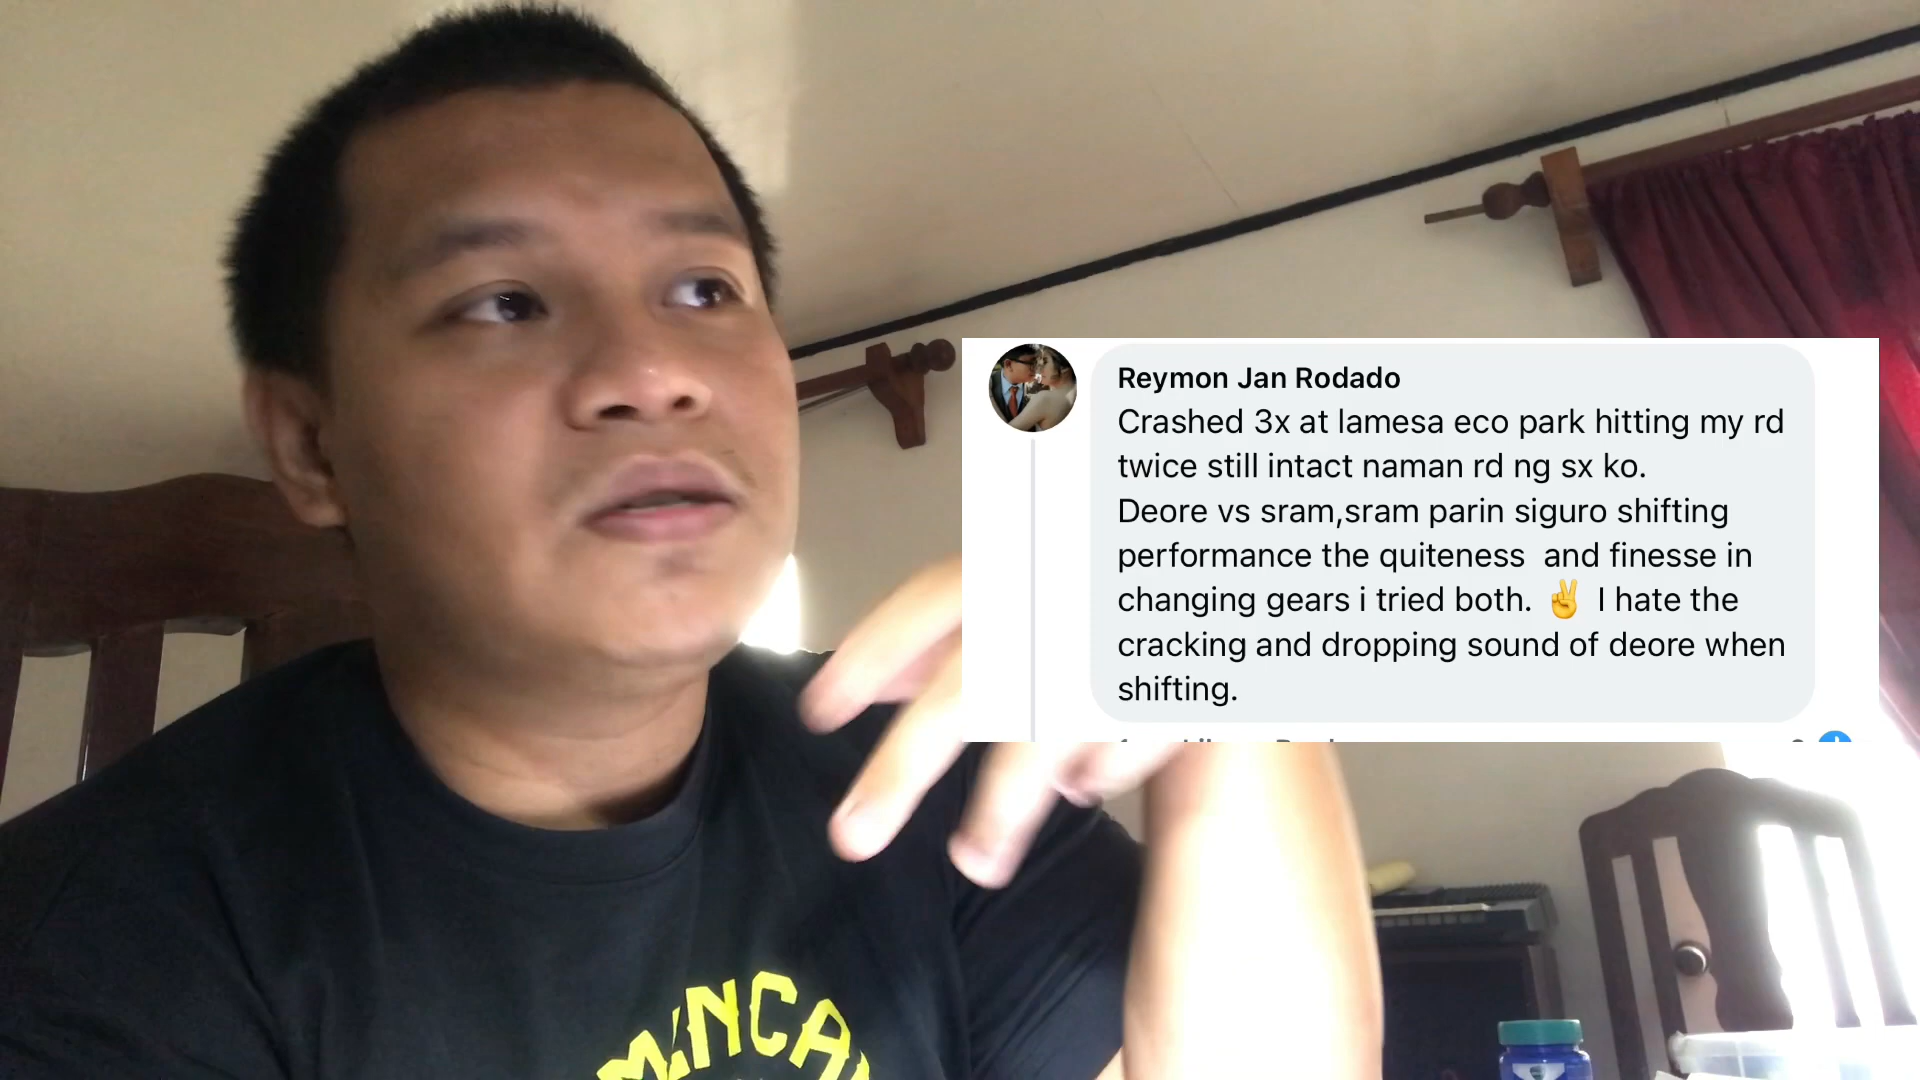 Reymon Jan Rodado
Crashed 3x at lamesa eco park hitting my rd
twice still intact naman rd ng sx ko.
Deore vs sram,sram parin siguro shifting
performance the quiteness and finesse in
changing gears i tried both. ✌️ I hate the
cracking and dropping sound of deore when
shifting.